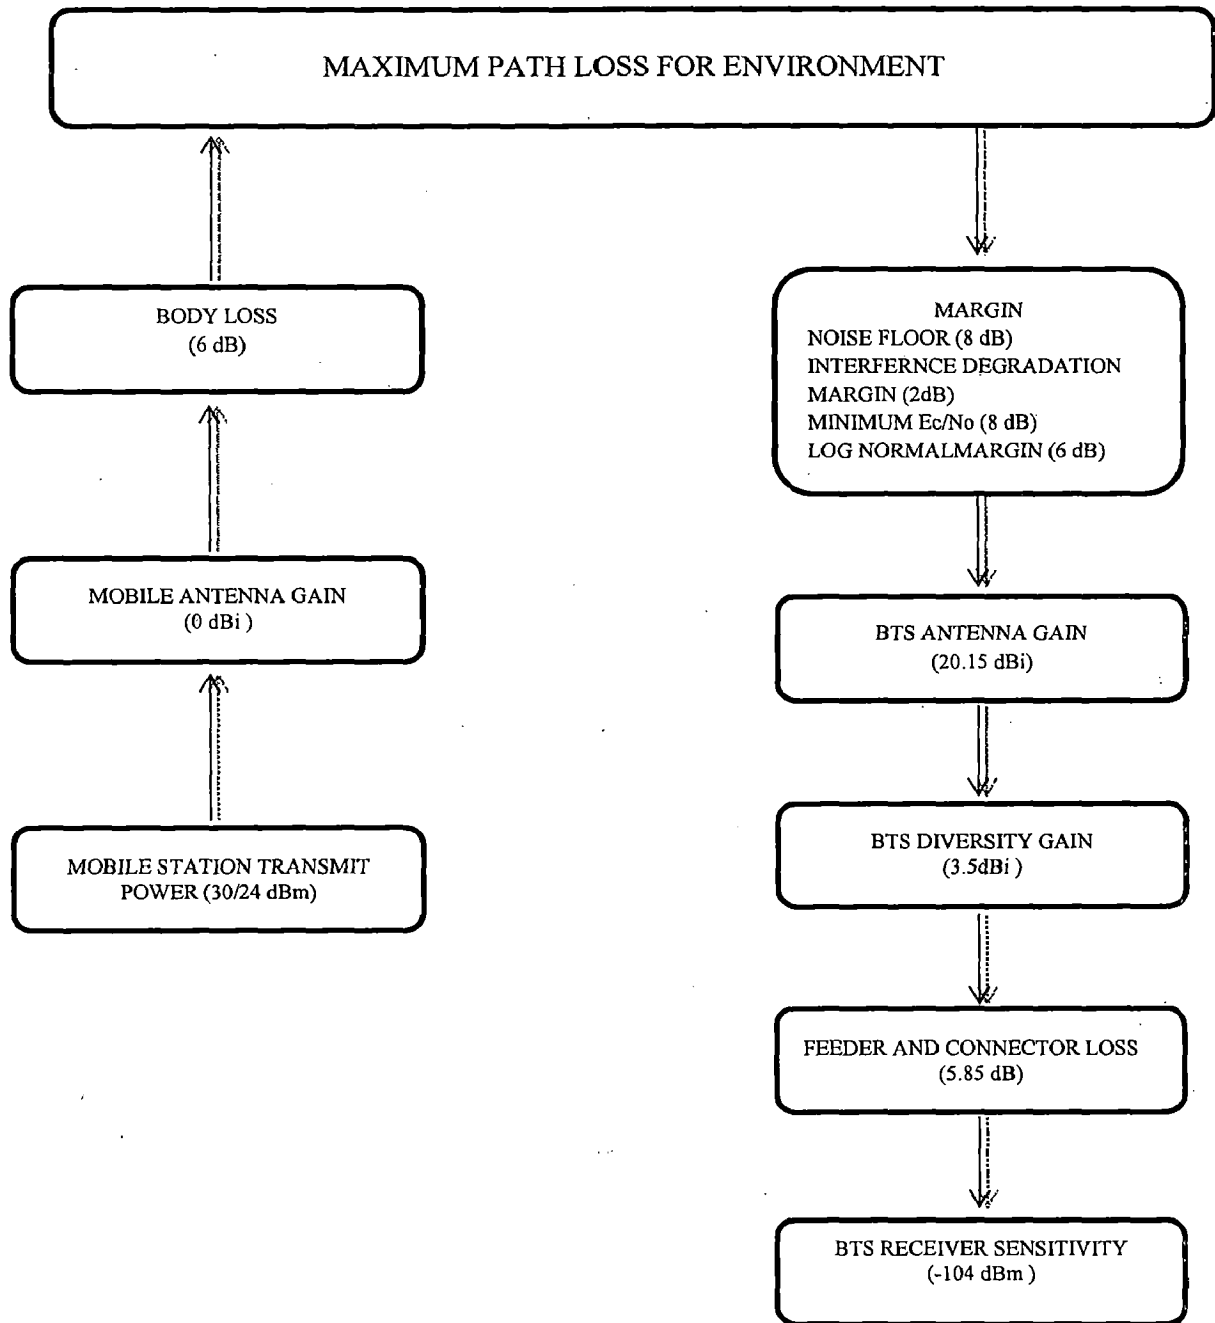 MAXIMUM PATH LOSS FOR ENVIRONMENT
BODY LOSS
(6 dB)
MOBILE ANTENNA GAIN
(0 dBi )
MOBILE STATION TRANSMIT
POWER (30/24 dBm)
MARGIN
NOISE FLOOR (8 dB)
INTERFERNCE DEGRADATION
MARGIN (2dB)
MINIMUM Ec/No (8 dB)
LOG NORMALMARGIN (6 dB)
BTS ANTENNA GAIN
(20.15 dBi)
BTS DIVERSITY GAIN
(3.5dBi )
FEEDER AND CONNECTOR LOSS
(5.85 dB)
BTS RECEIVER SENSITIVITY
(-104 dBm )